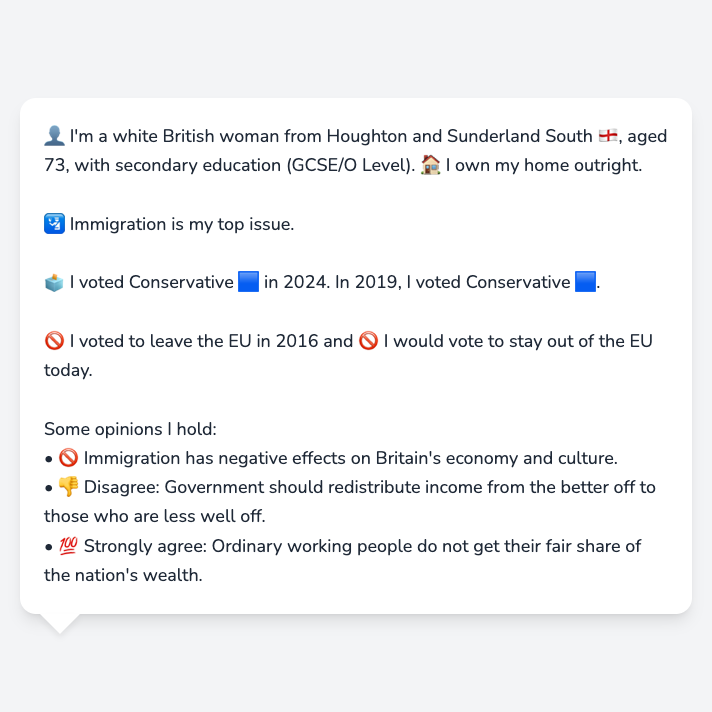 👤 I'm a white British woman from Houghton and Sunderland South 🏴󠁧󠁢󠁥󠁮󠁧󠁿, aged
73, with secondary education (GCSE/O Level). 🏠 I own my home outright.
🛂 Immigration is my top issue.
🗳️ I voted Conservative 🟦 in 2024. In 2019, I voted Conservative 🟦.
🚫 I voted to leave the EU in 2016 and 🚫 I would vote to stay out of the EU
today.
Some opinions I hold:
• 🚫 Immigration has negative effects on Britain's economy and culture.
• 👎 Disagree: Government should redistribute income from the better off to
those who are less well off.
• 💯 Strongly agree: Ordinary working people do not get their fair share of
the nation's wealth.